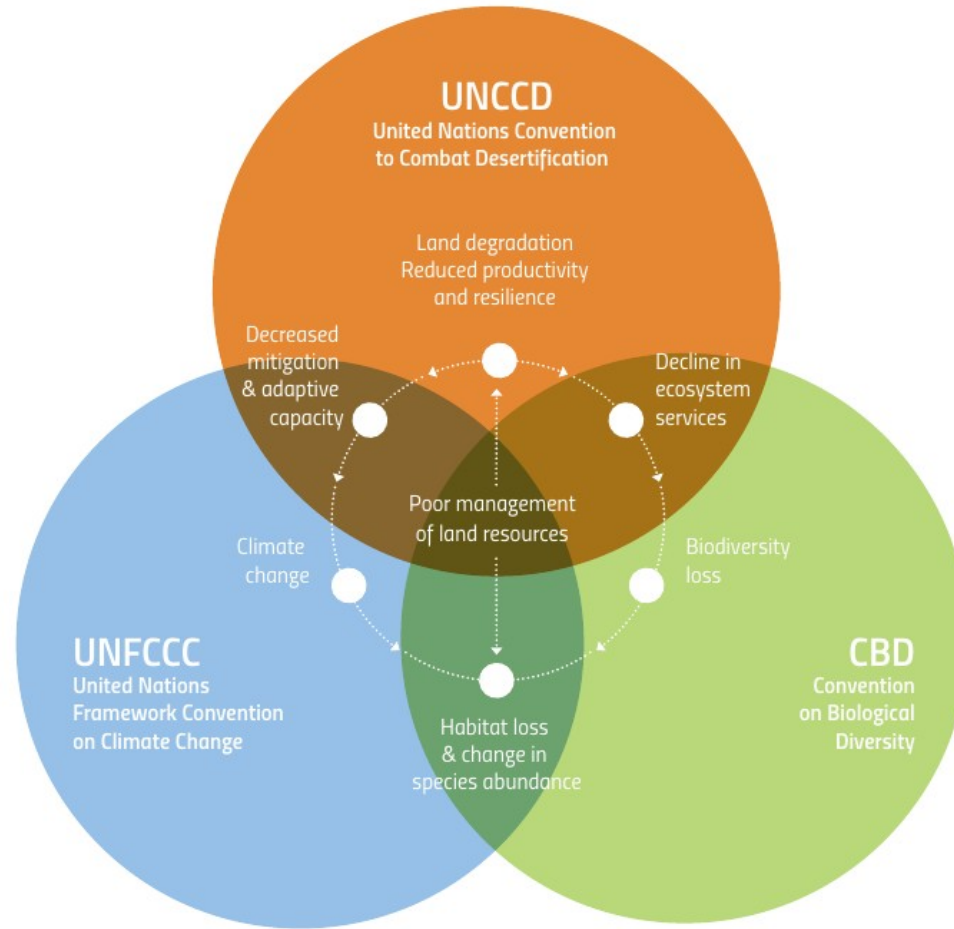 UNCCD
United Nations Convention
to Combat Desertification
Land degradation
Reduced productivity
and resilience
Decreased
mitigation
& adaptive
capacity
Decline in
ecosystem
services
Poor management
of land resources
Climate
change
Biodiversity
loss
UNFCCC
United Nations
Framework Convention
on Climate Change
CBD
Convention
on Biological
Diversity
Habitat loss
& change in
species abundance